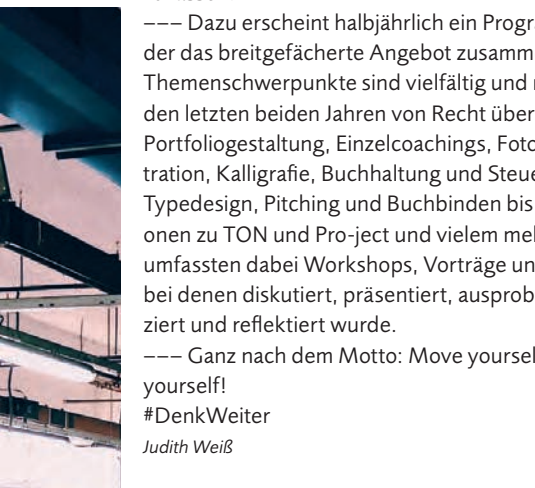 ––– Dazu erscheint halbjährlich ein Progr
der das breitgefächerte Angebot zusamm
Themenschwerpunkte sind vielfältig und
den letzten beiden Jahren von Recht über
Portfoliogestaltung, Einzelcoachings, Foto
tration, Kalligrafie, Buchhaltung und Steue
Typedesign, Pitching und Buchbinden bis
onen zu TON und Pro-ject und vielem meh
umfassten dabei Workshops, Vorträge un
bei denen diskutiert, präsentiert, ausprob
ziert und reflektiert wurde.
––– Ganz nach dem Motto: Move yoursel
yourself!
#DenkWeiter
Judith Weiß